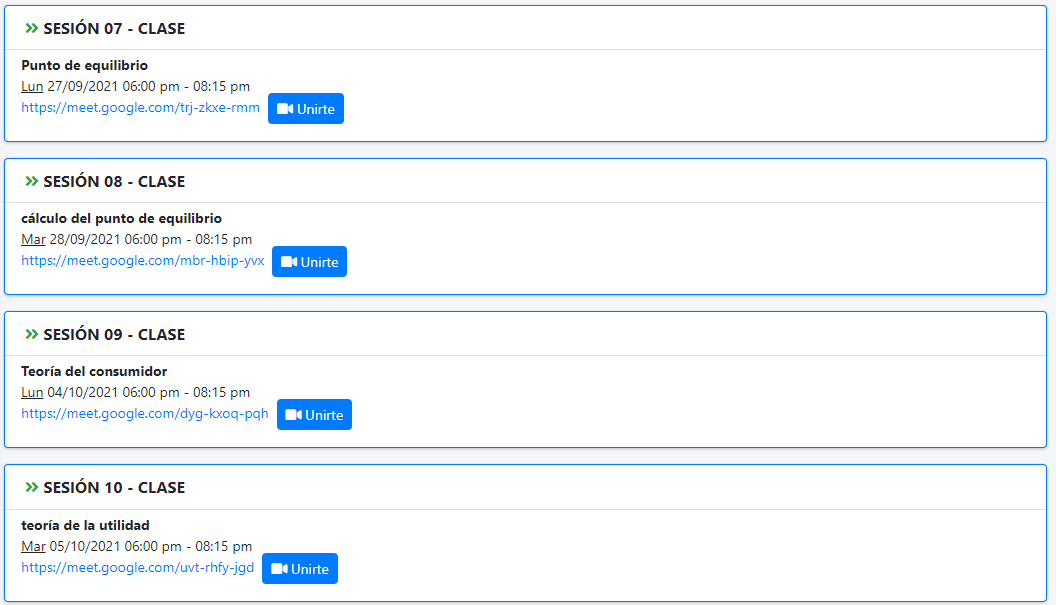 SESIÓN 07 - CLASE
Punto de equilibrio
Lun 27/09/2021 06:00 pm - 08:15 pm
https://meet.google.com/trj-zkxe-rmm Unirte
SESIÓN 08 - CLASE
cálculo del punto de equilibrio
Mar 28/09/2021 06:00 pm - 08:15 pm
https://meet.google.com/mbr-hbip-yvx Unirte
SESIÓN 09 - CLASE
Teoría del consumidor
Lun 04/10/2021 06:00 pm - 08:15 pm
https://meet.google.com/dyg-kxoq-pqh Unirte
SESIÓN 10 - CLASE
teoría de la utilidad
Mar 05/10/2021 06:00 pm - 08:15 pm
https://meet.google.com/uvt-rhfy-jgd Unirte